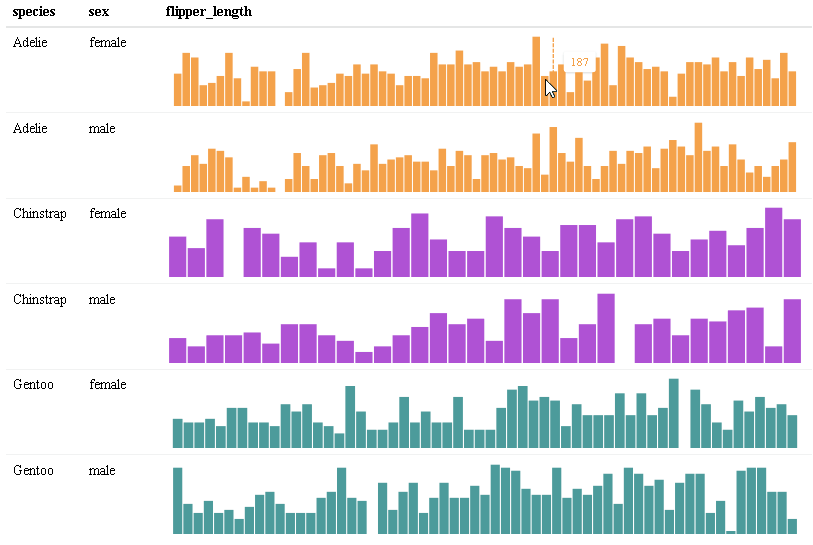 species sex flipper_length
Adelie female
187
Adelie male
Chinstrap female
Chinstrap male
Gentoo female
Gentoo male